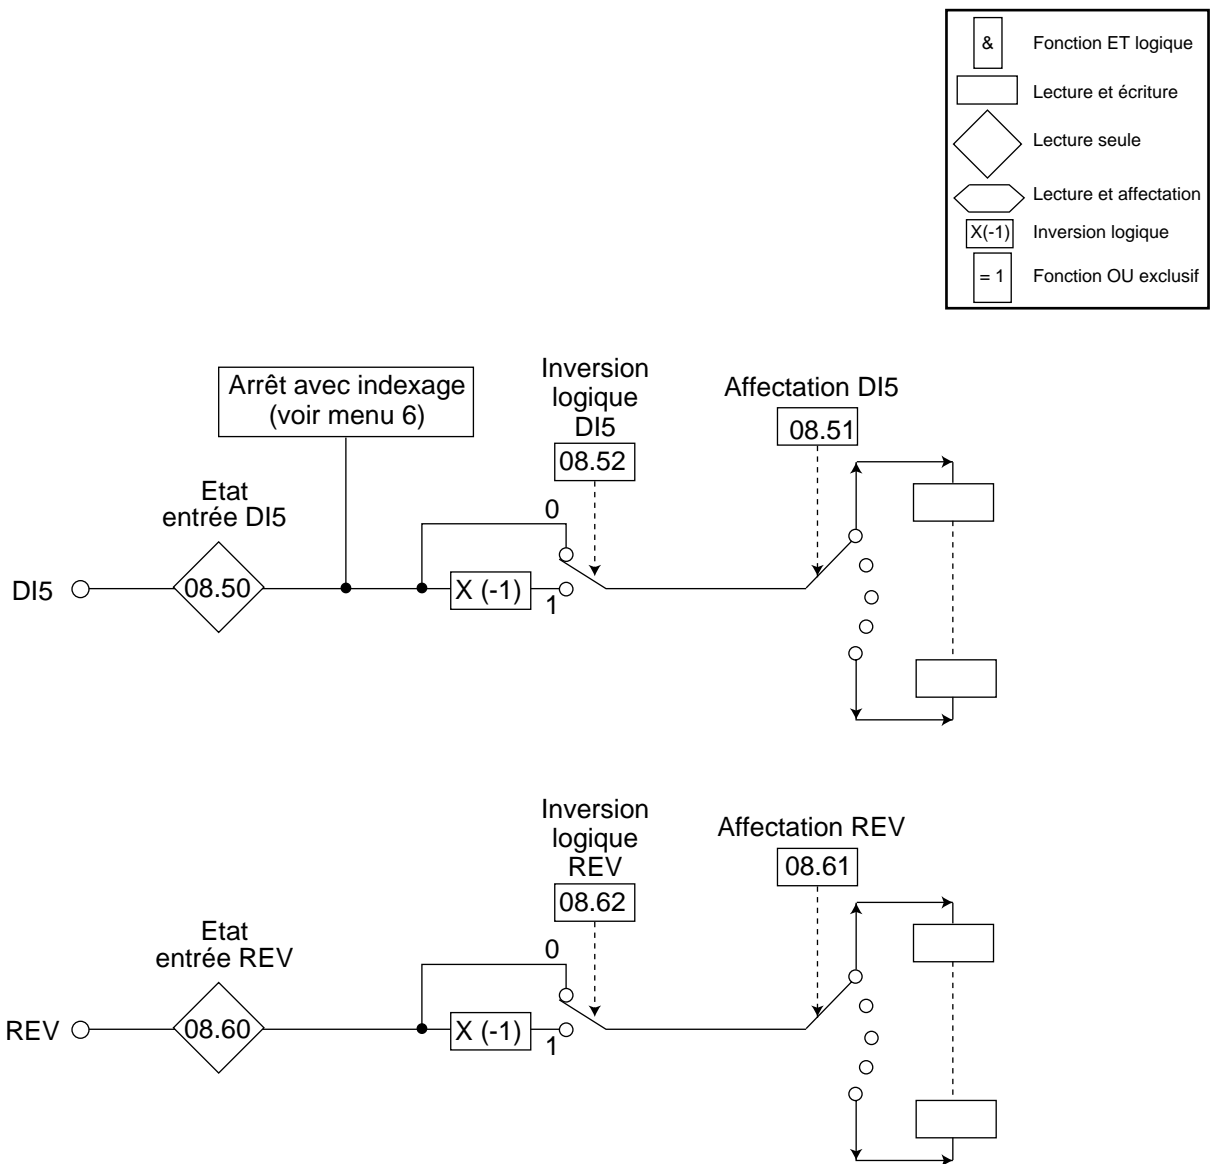 & Fonction ET logique
Lecture et écriture
Lecture seule
Lecture et affectation
X(-1) Inversion logique
= 1 Fonction OU exclusif
Arrêt avec indexage
(voir menu 6)
Inversion
logique
DI5
08.52
Affectation DI5
08.51
Etat
entrée DI5
0
DI5
08.50
X (-1)
1
Inversion
logique
REV
08.62
Affectation REV
08.61
Etat
entrée REV
0
REV
08.60
X (-1)
1